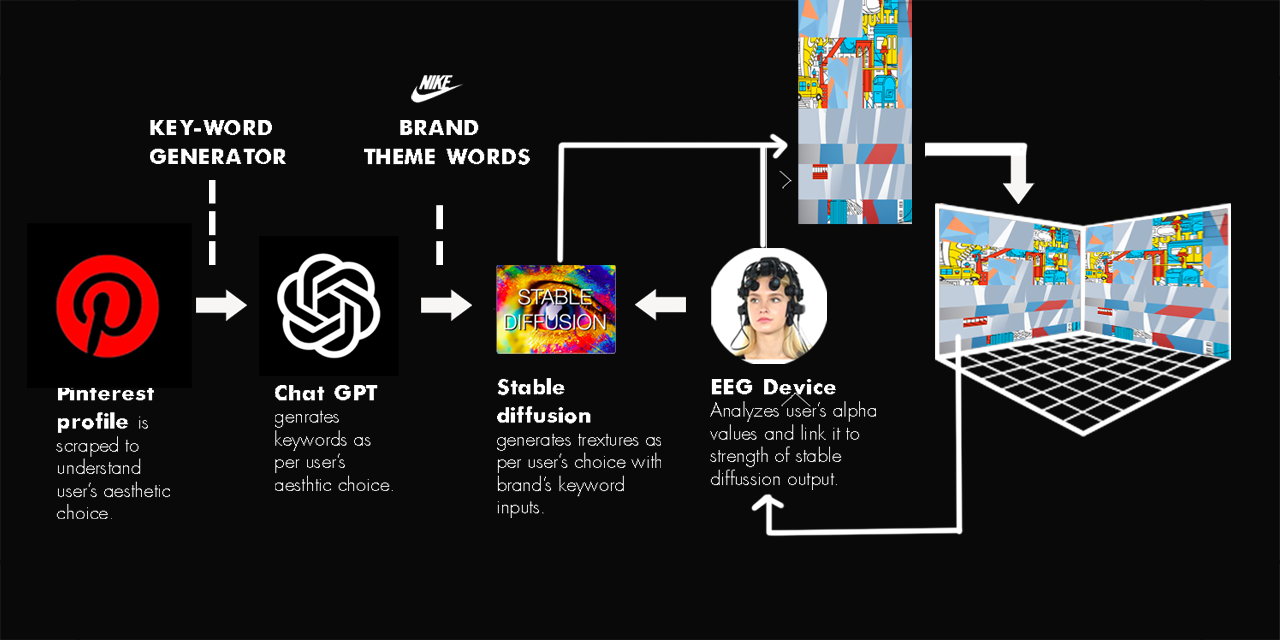 NIKE
KEY-WORD
GENERATOR
BRAND
THEME WORDS
STABLE
DIFFUSION
Pinterest
profile is
scraped to
understand
user's aesthetic
choice.
Chat GPT
genrates
keywords as
per user's
aesthtic choice.
Stable
diffusion
generates trextures as
per user's choice with
brand's keyword
inputs.
EEG Device
Analyzes user's alpha
values and link it to
strength of stable
diffussion output.